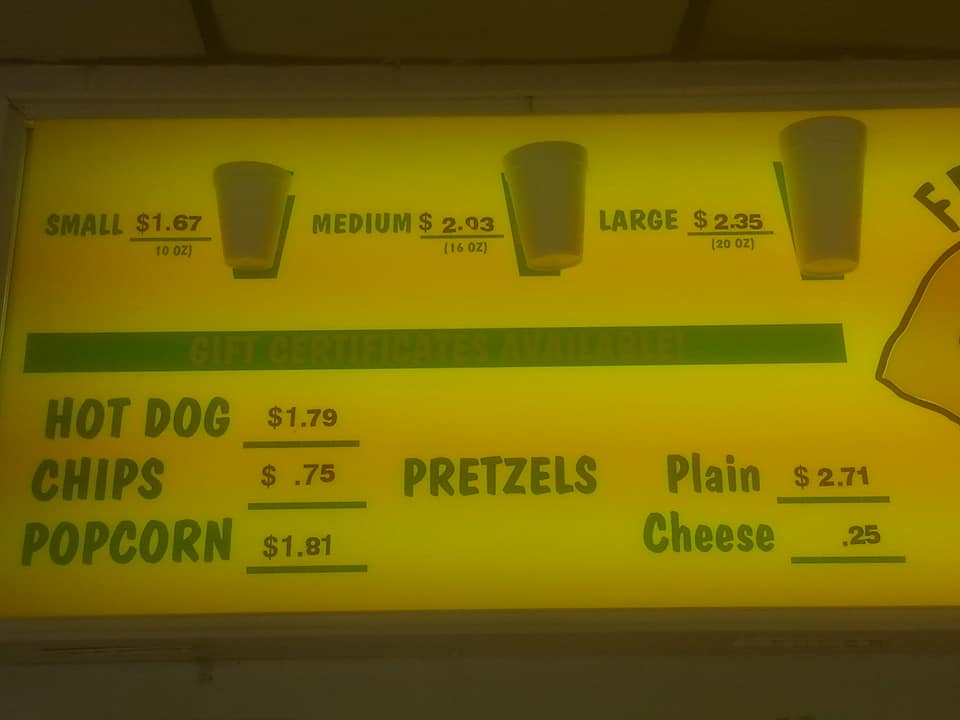 SMALL $1.67 MEDIUM $ 2.03 LARGE $ 2.35
10 OZ) (16 OZ) (20 OZ)
GIFT CERTIFICATES AVAILABLE!
HOT DOG $1.79
CHIPS $ .75 PRETZELS Plain $ 2.71
POPCORN $1.81 Cheese .25